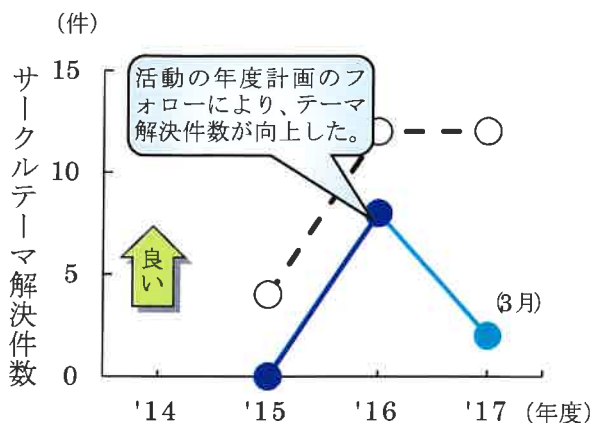 (件)
サークルテーマ解決件数
15
10
5
0
活動の年度計画のフ
ォローにより、テーマ
解決件数が向上した。
良い
(3月)
'14
'15
'16
'17
(年度)